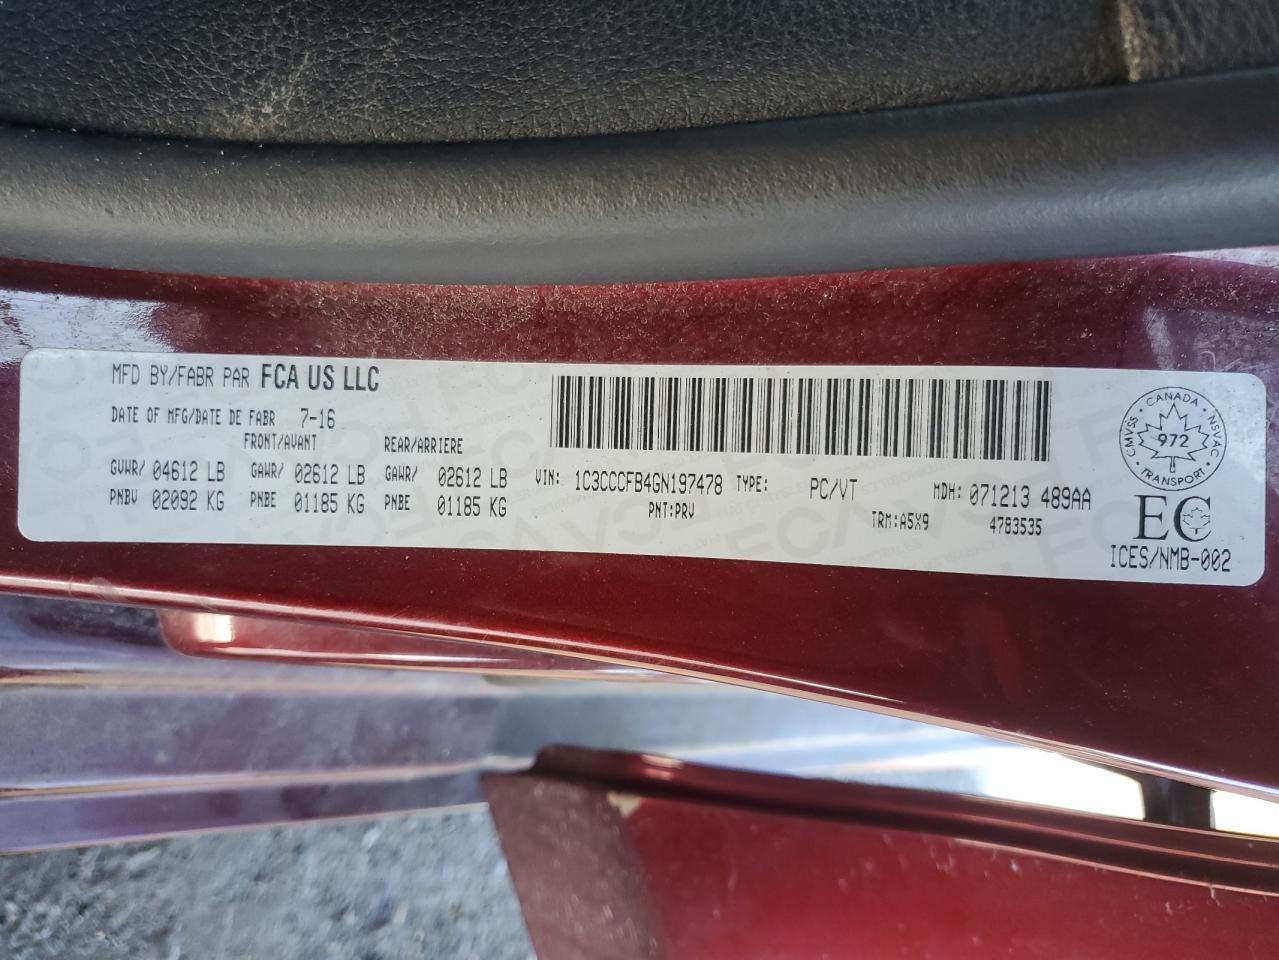 MFD BY/FABR PAR FCA US LLC
DATE OF MFG/DATE DE FABR 7-16
FRONT/AVANT REAR/ARRIERE
GVWR/ 04612 LB GAWR/ 02612 LB GAWR/ 02612 LB
PNBV 02092 KG PNBE 01185 KG PNBE 01185 KG
VIN: 1C3CCCFB4GN197478 TYPE: PC/VT MDH: 071213 489AA
PNT:PRV TRM:A5X9 4783535
CMVSS • CANADA • NSVAC
972
• TRANSPORT •
EC
ICES/NMB-002